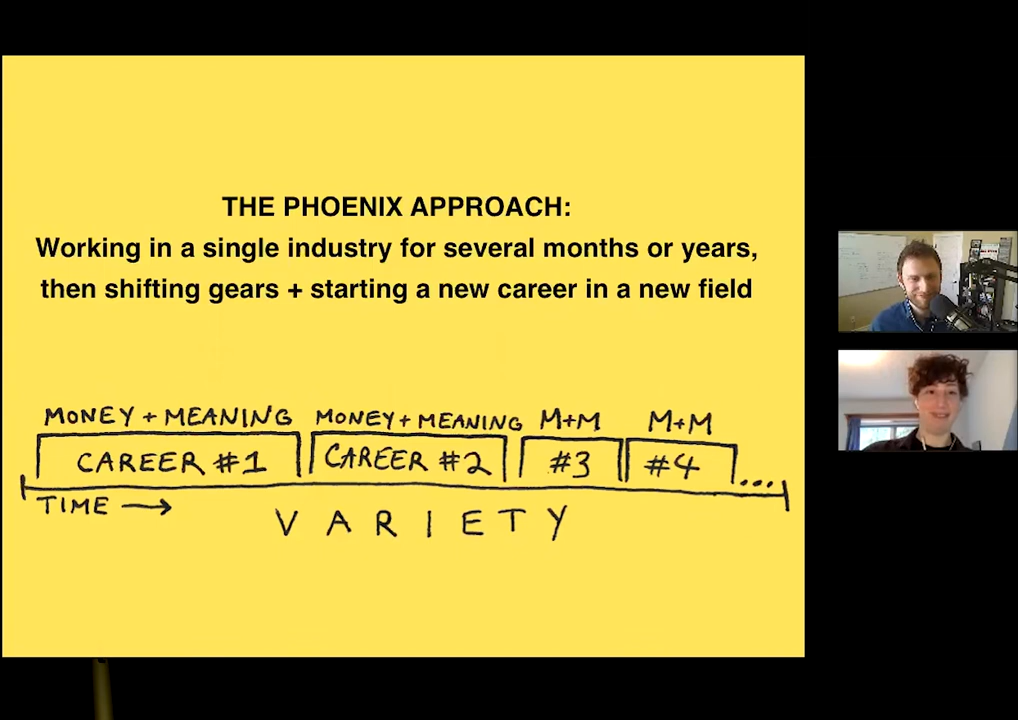 THE PHOENIX APPROACH:
Working in a single industry for several months or years,
then shifting gears + starting a new career in a new field
MONEY + MEANING MONEY + MEANING M+M M+M
CAREER #1 CAREER #2 #3 #4 ....
TIME →
VARIETY